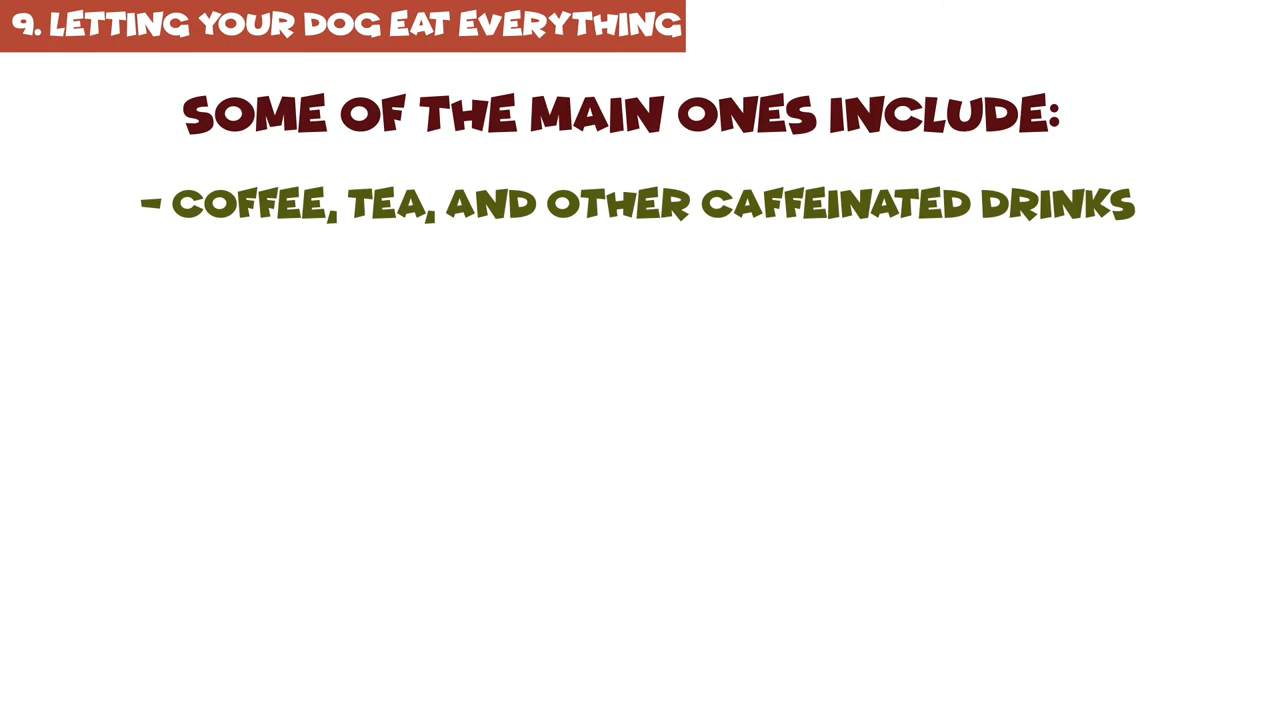 9. LETTING YOUR DOG EAT EVERYTHING
SOME OF THE MAIN ONES INCLUDE:
- COFFEE, TEA, AND OTHER CAFFEINATED DRINKS